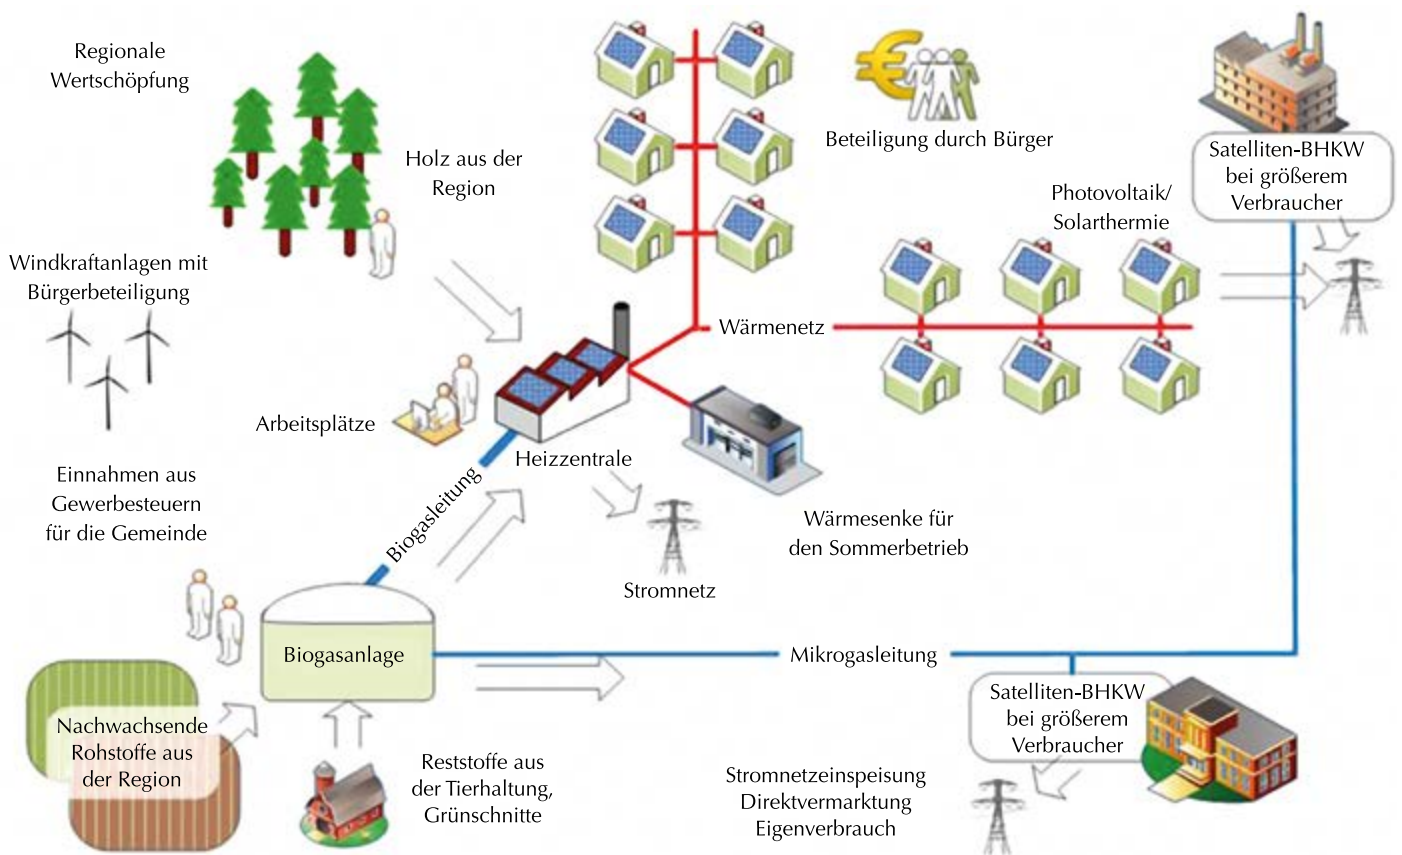 Regionale
Wertschöpfung
Holz aus der
Region
Beteiligung durch Bürger
Satelliten-BHKW
bei größerem
Verbraucher
Photovoltaik/
Solarthermie
Windkraftanlagen mit
Bürgerbeteiligung
Wärmenetz
Arbeitsplätze
Heizzentrale
Einnahmen aus
Gewerbesteuern
für die Gemeinde
Biogasleitung
Wärmesenke für
den Sommerbetrieb
Stromnetz
Biogasanlage
Mikrogasleitung
Satelliten-BHKW
bei größerem
Verbraucher
Nachwachsende
Rohstoffe aus
der Region
Reststoffe aus
der Tierhaltung,
Grünschnitte
Stromnetzeinspeisung
Direktvermarktung
Eigenverbrauch